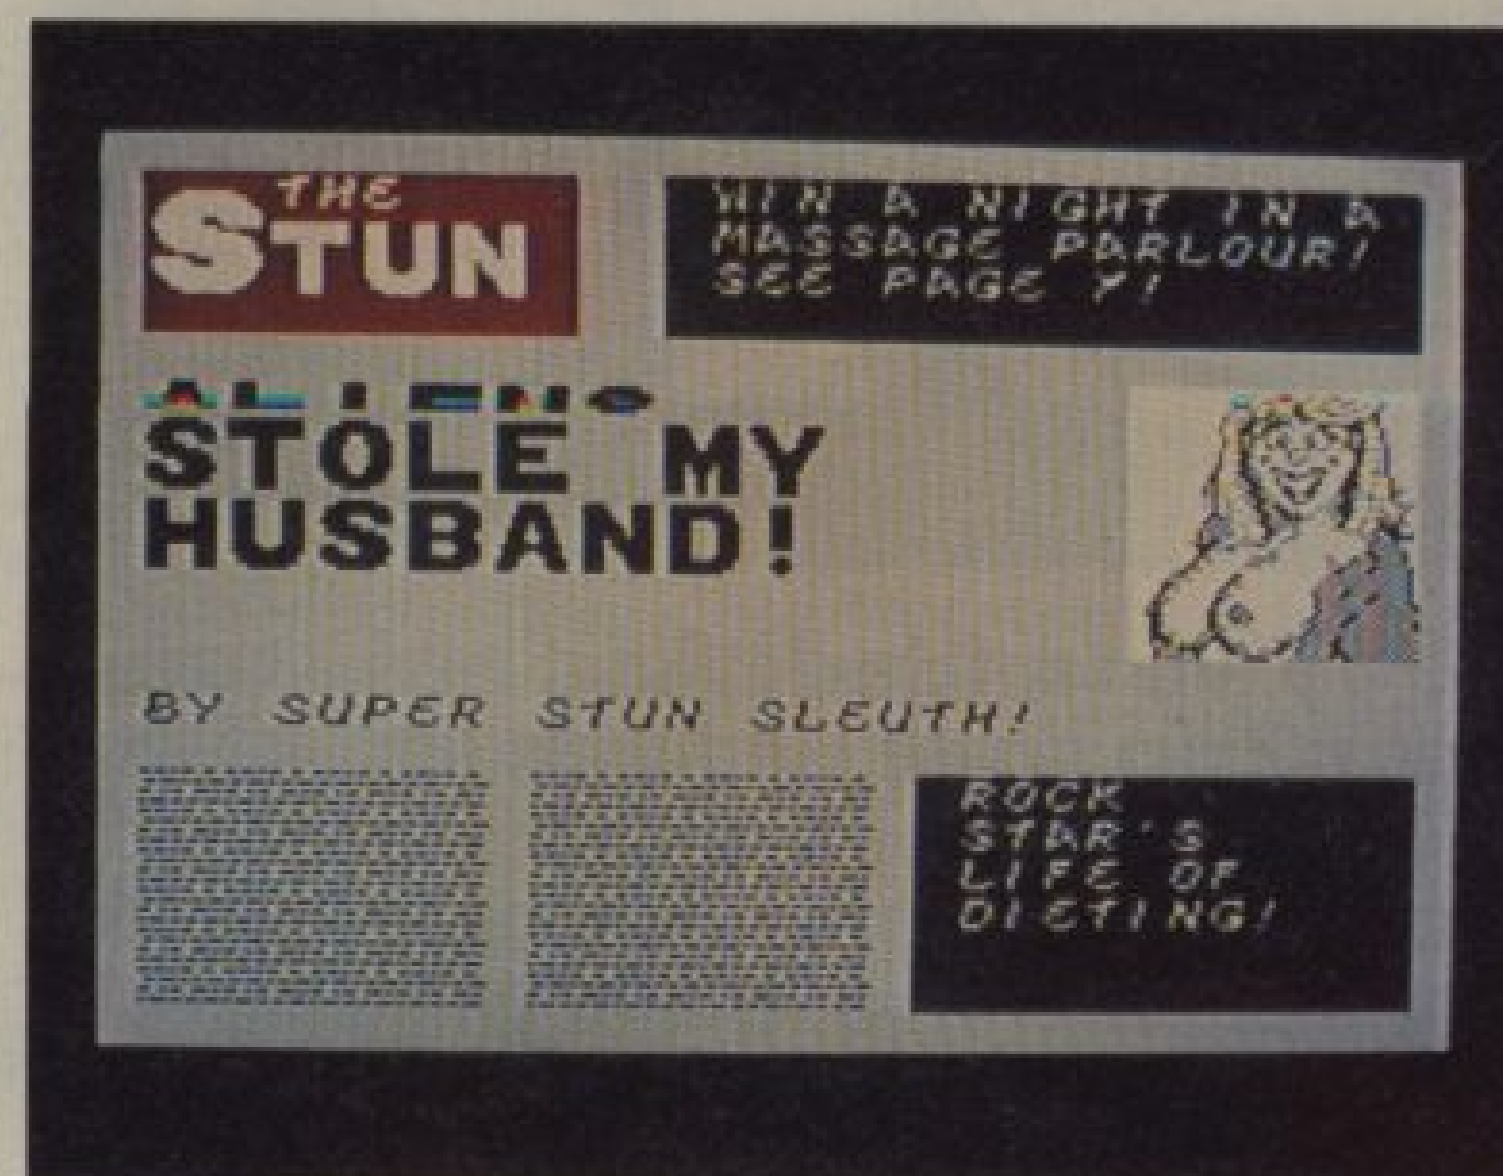 THE
STUN
WIN A NIGHT IN A
MASSAGE PARLOUR!
SEE PAGE 7!
ALIENS
STOLE MY
HUSBAND!
BY SUPER STUN SLEUTH!
ROCK
STAR'S
LIFE OF
DIETING!